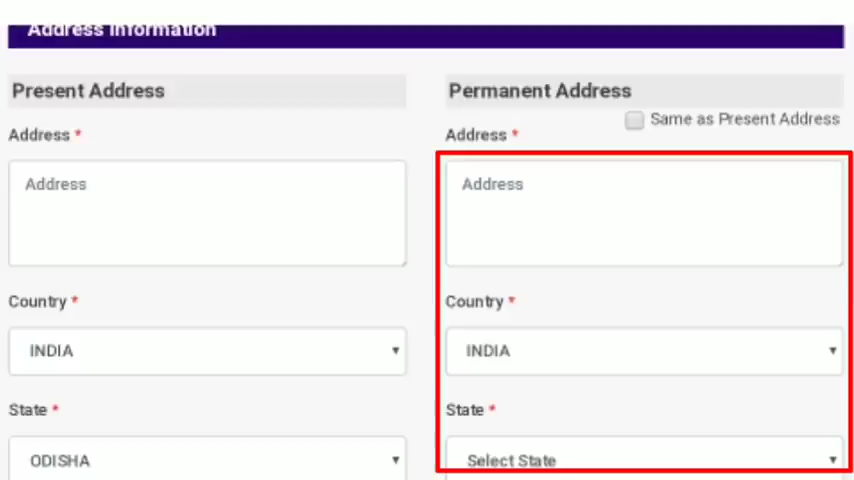 Address Information
Present Address
Address *
Address
Country *
INDIA
State *
ODISHA
Permanent Address
Same as Present Address
Address *
Address
Country *
INDIA
State *
Select State